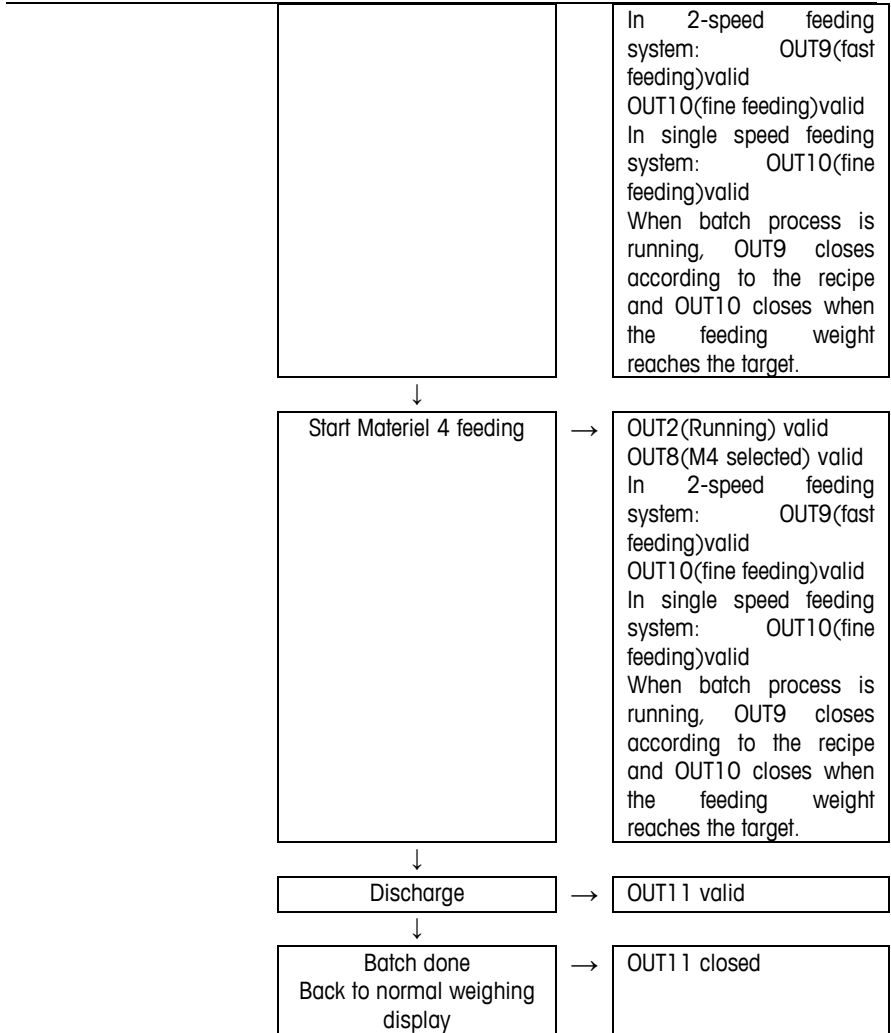 In 2-speed feeding
system: OUT9(fast
feeding)valid
OUT10(fine feeding)valid
In single speed feeding
system: OUT10(fine
feeding)valid
When batch process is
running, OUT9 closes
according to the recipe
and OUT10 closes when
the feeding weight
reaches the target.
↓
Start Materiel 4 feeding
→
OUT2(Running) valid
OUT8(M4 selected) valid
In 2-speed feeding
system: OUT9(fast
feeding)valid
OUT10(fine feeding)valid
In single speed feeding
system: OUT10(fine
feeding)valid
When batch process is
running, OUT9 closes
according to the recipe
and OUT10 closes when
the feeding weight
reaches the target.
↓
Discharge
→
OUT11 valid
↓
Batch done
Back to normal weighing
display
→
OUT11 closed